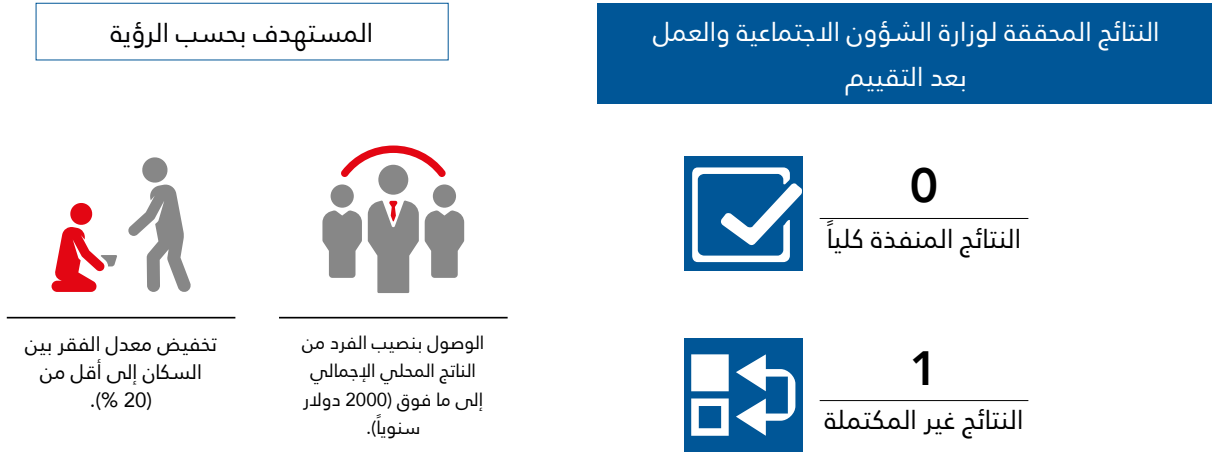 النتائج المحققة لوزارة الشؤون الاجتماعية والعمل
بعد التقييم
0
النتائج المنفذة كلياً
1
النتائج غير المكتملة
المستهدف بحسب الرؤية
الوصول بنصيب الفرد من
الناتج المحلي الإجمالي
إلى ما فوق (2000 دولار
سنوياً).
تخفيض معدل الفقر بين
السكان إلى أقل من
(20 %).